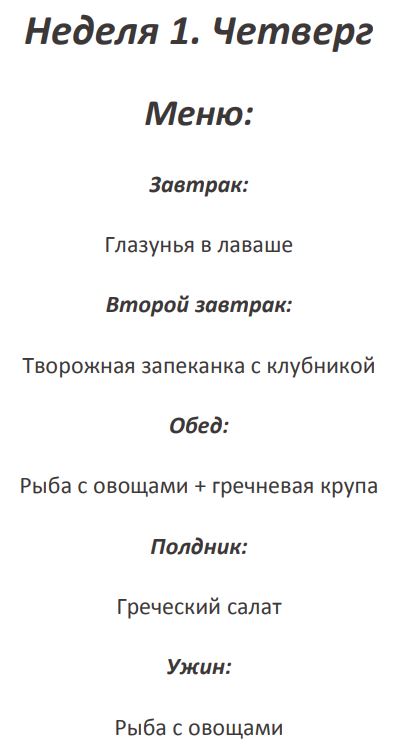 Неделя 1. Четверг
Меню:
Завтрак:
Глазунья в лаваше
Второй завтрак:
Творожная запеканка с клубникой
Обед:
Рыба с овощами + гречневая крупа
Полдник:
Греческий салат
Ужин:
Рыба с овощами